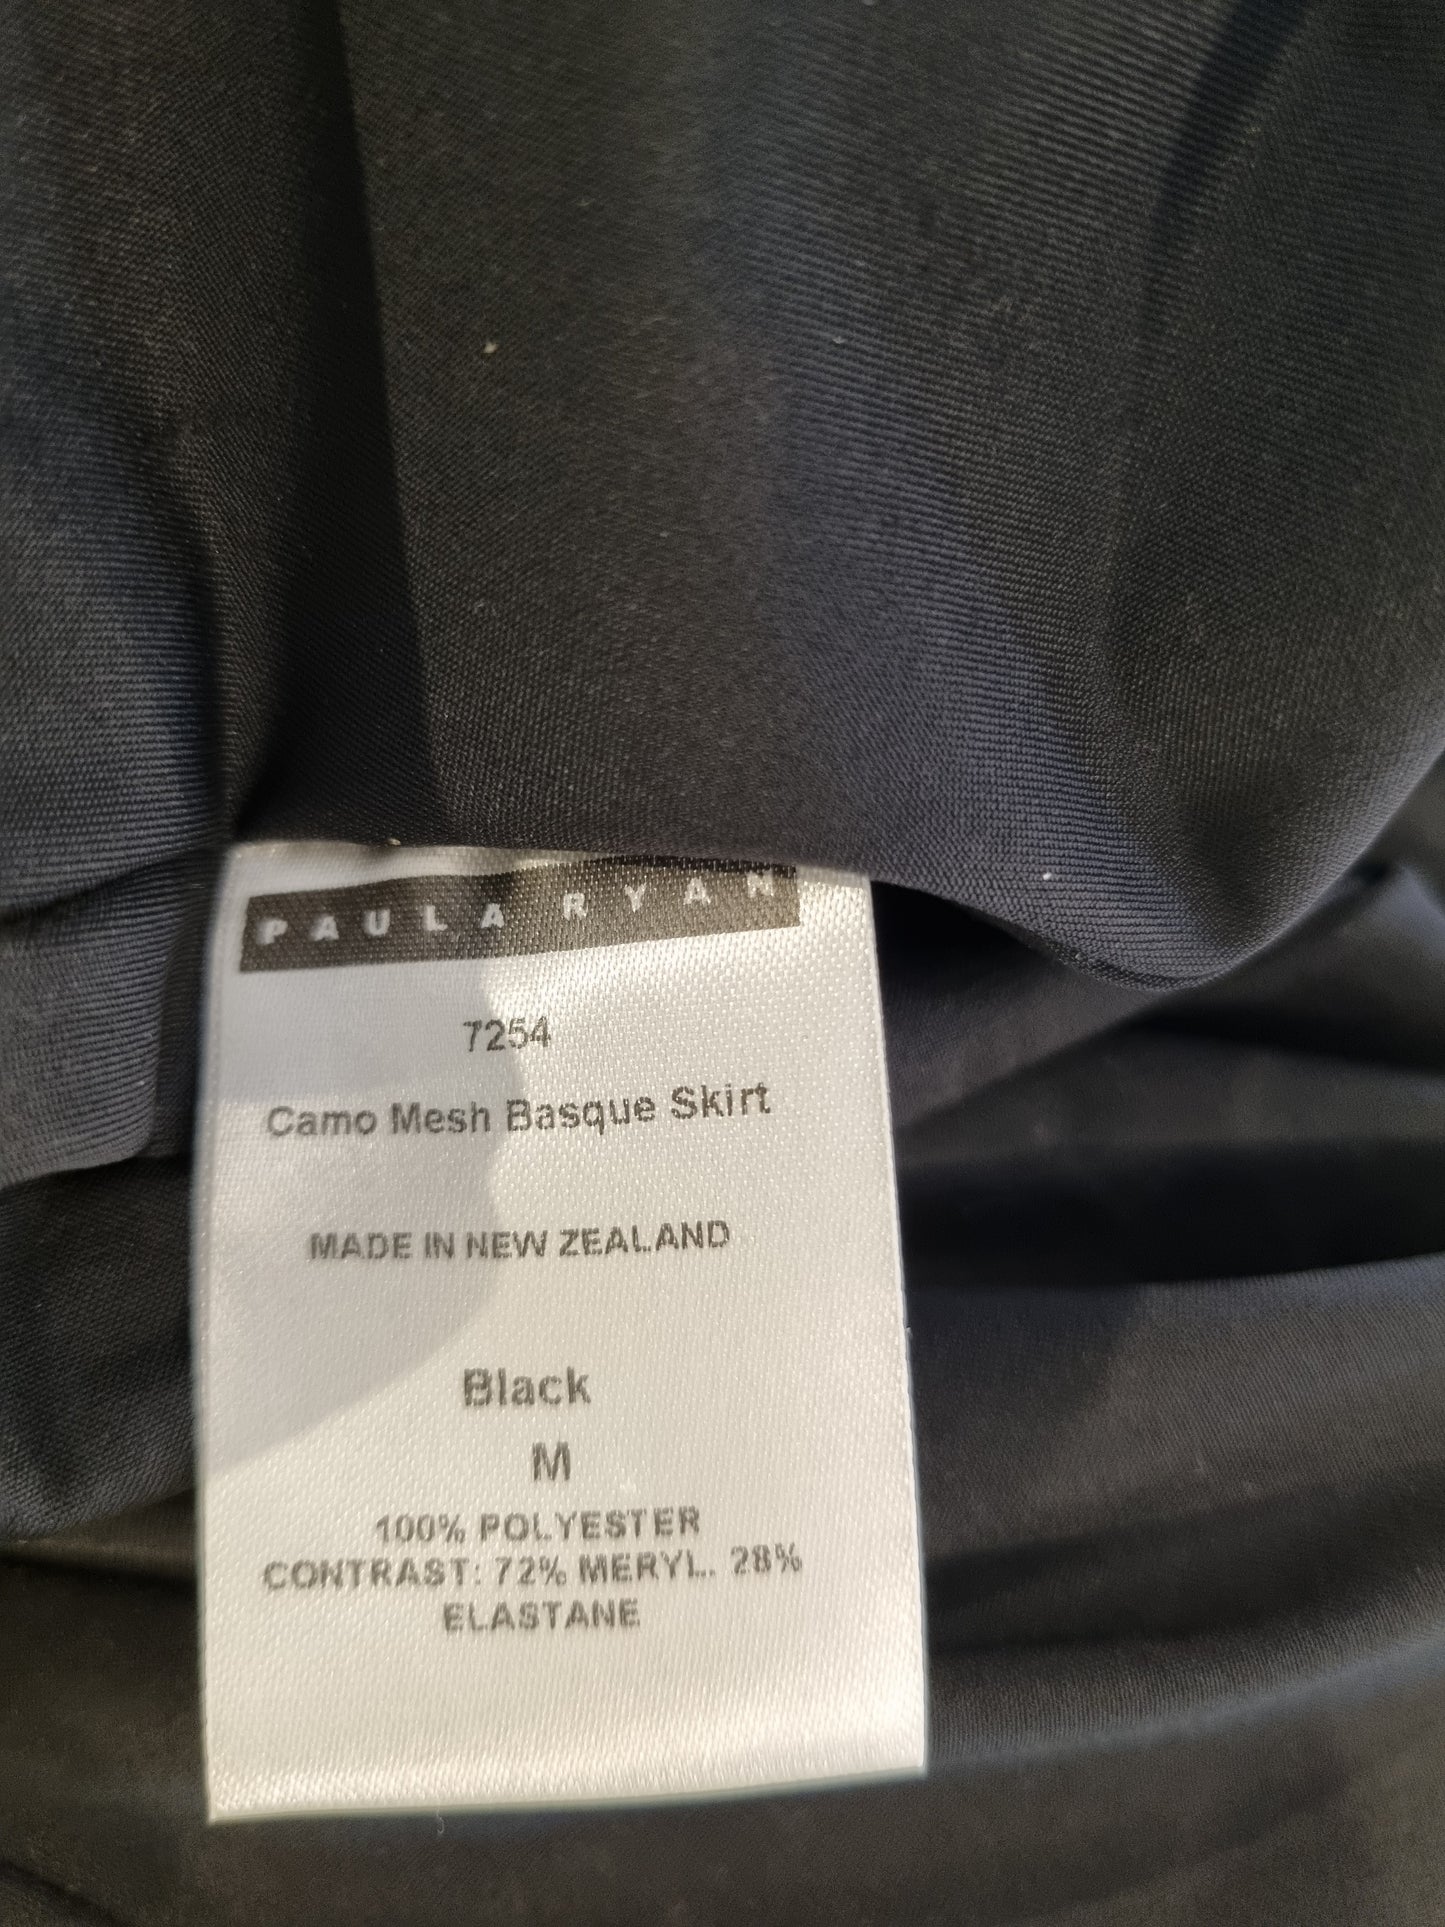 PAULA RYAN
7254
Camo Mesh Basque Skirt
MADE IN NEW ZEALAND
Black
M
100% POLYESTER
CONTRAST: 72% MERYL. 28%
ELASTANE